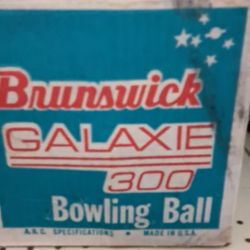 Brunswick
GALAXIE
300
Bowling Ball
A.B.C. SPECIFICATIONS • MADE IN U.S.A.